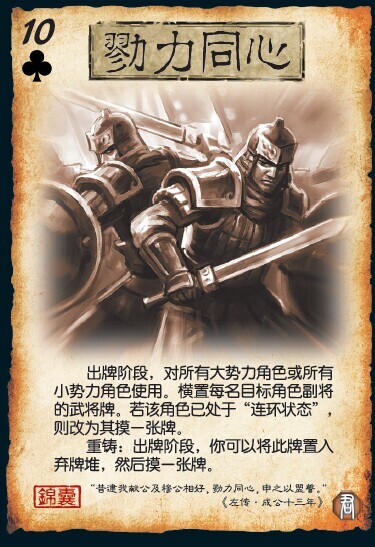 10
勠力同心
出牌阶段，对所有大势力角色或所有
小势力角色使用。横置每名目标角色副将
的武将牌。若该角色已处于“连环状态”，
则改为其摸一张牌。
重铸：出牌阶段，你可以将此牌置入
弃牌堆，然后摸一张牌。
“昔逮我献公及穆公相好，勠力同心，申之以盟誓。”
《左传·成公十三年》
錦囊
君